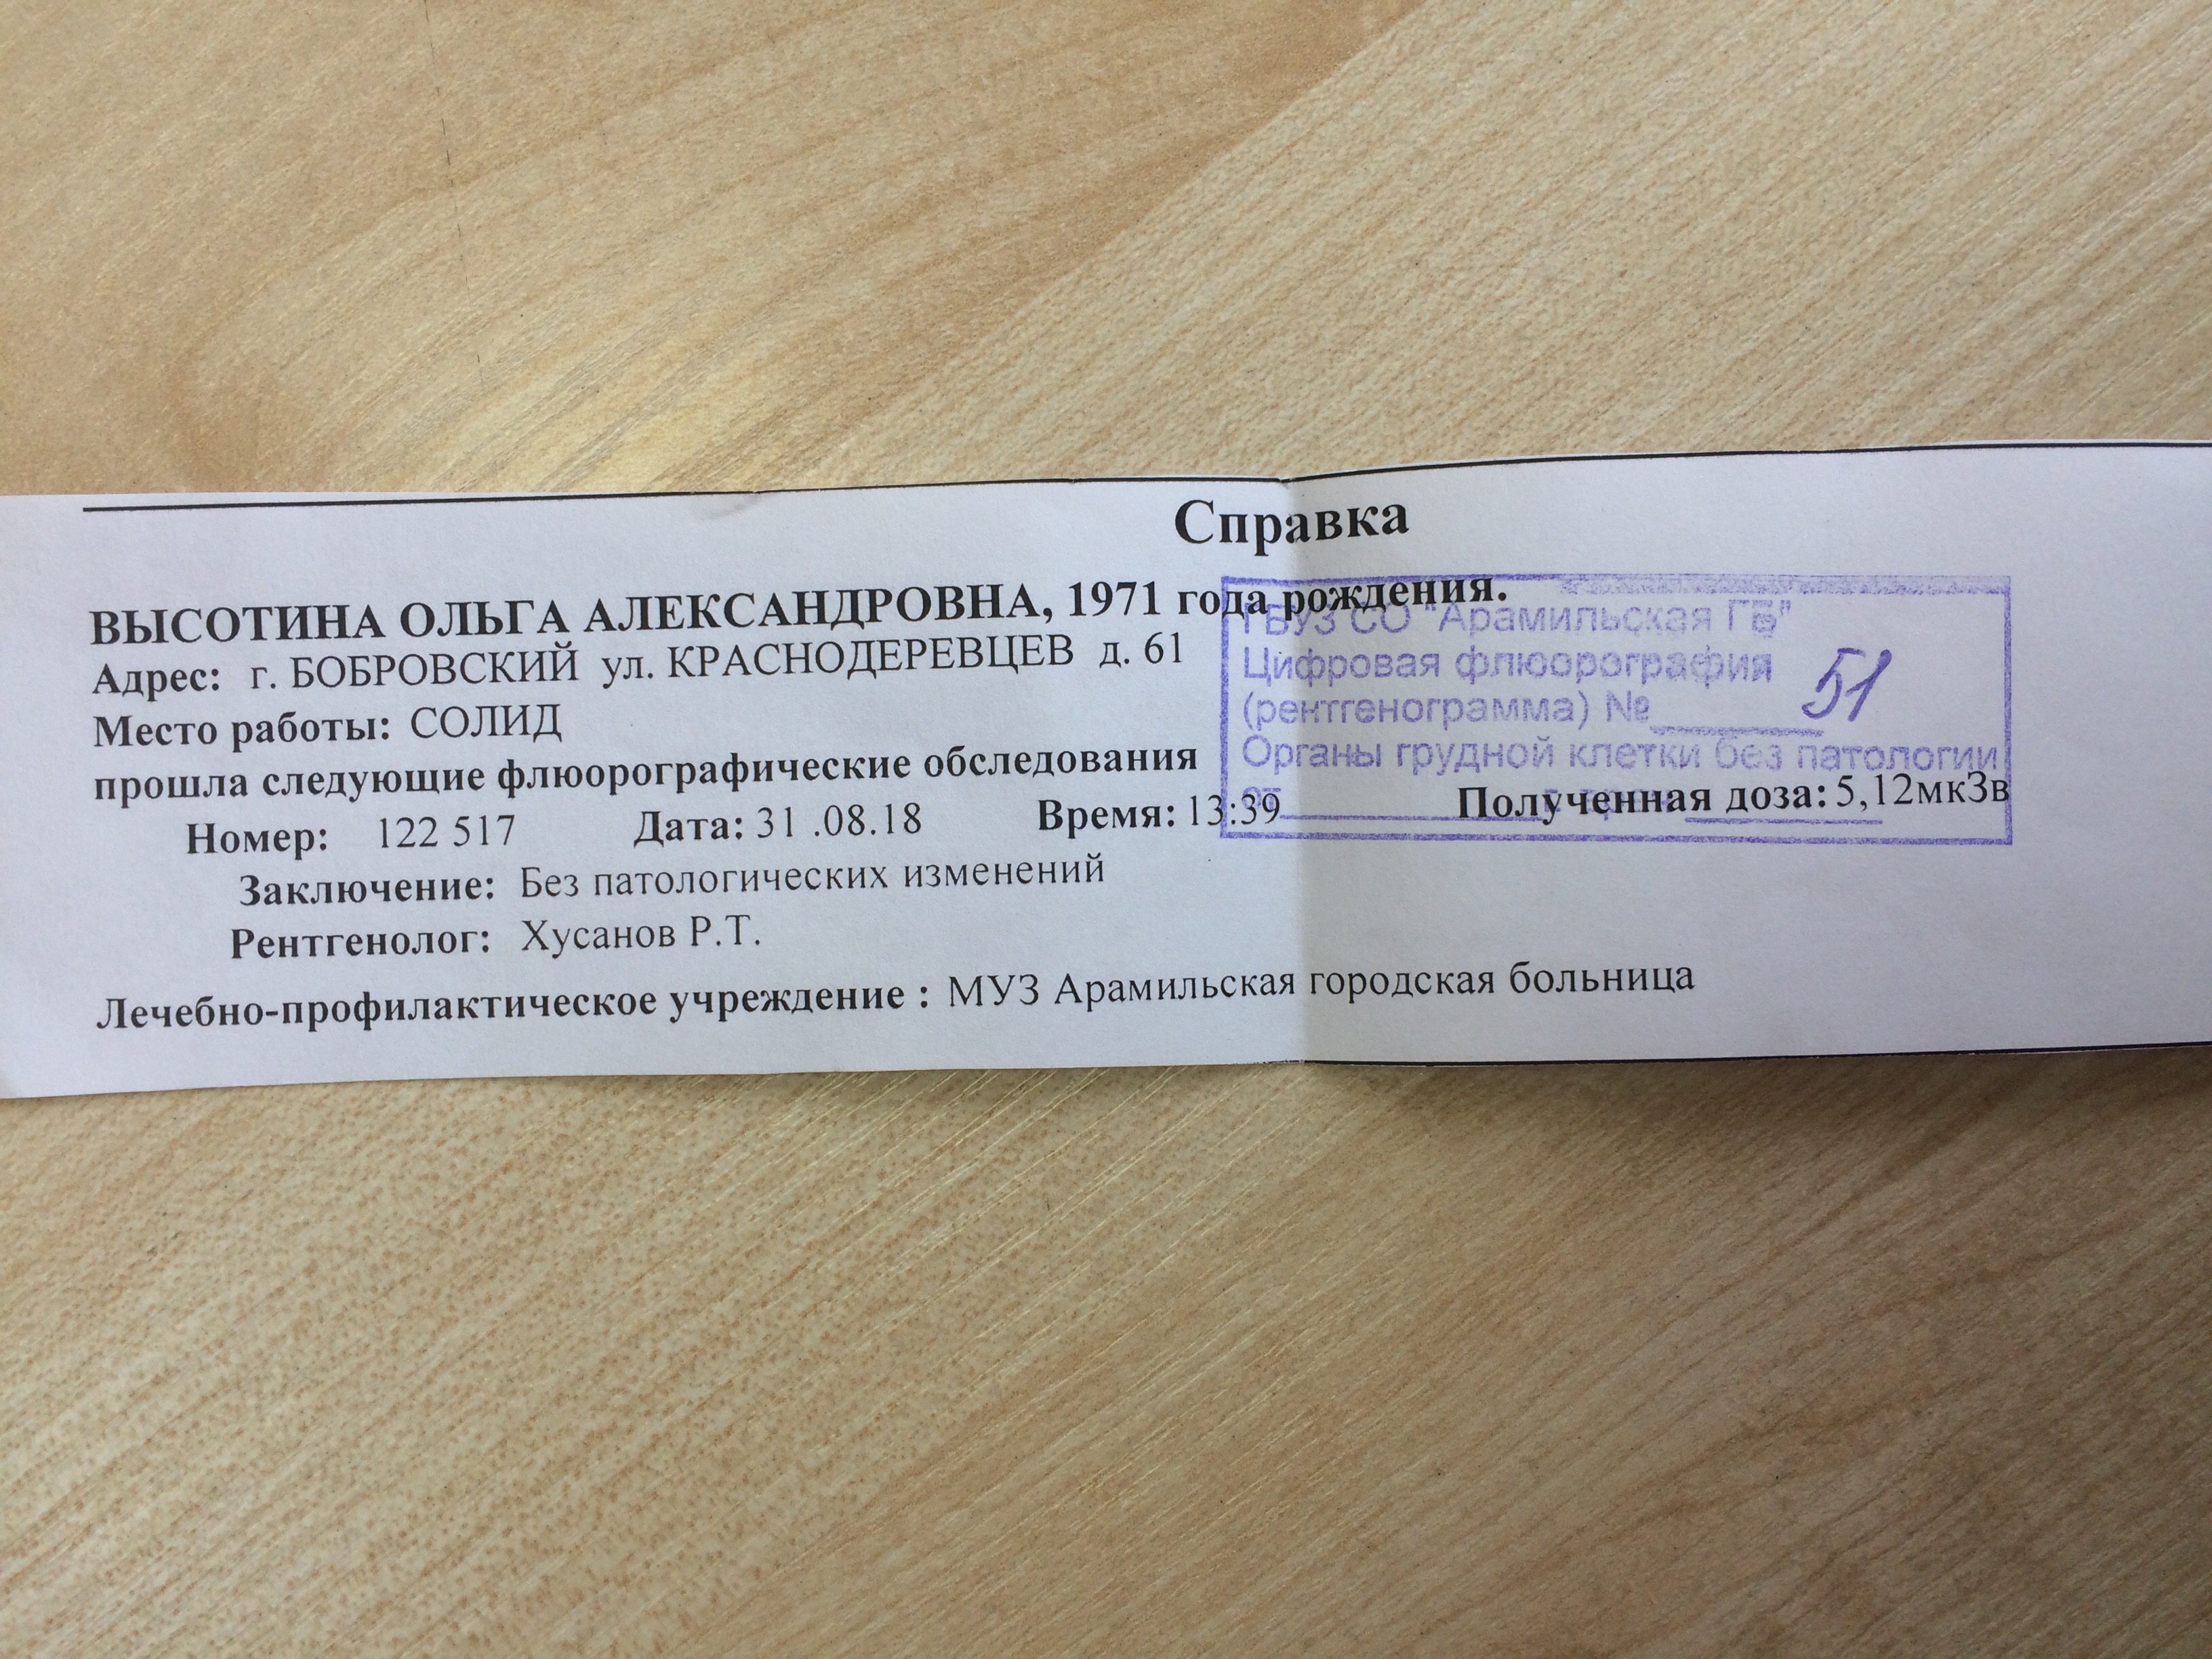 Справка
ВЫСОТИНА ОЛЬГА АЛЕКСАНДРОВНА, 1971 года рождения.
Адрес: г. БОБРОВСКИЙ ул. КРАСНОДЕРЕВЦЕВ д. 61
Место работы: СОЛИД
прошла следующие флюорографические обследования
Номер: 122 517 Дата: 31 .08.18 Время: 13:39 Полученная доза: 5,12мкЗв
Заключение: Без патологических изменений
Рентгенолог: Хусанов Р.Т.
Лечебно-профилактическое учреждение : МУЗ Арамильская городская больница
ГБУЗ СО "Арамильская ГБ"
Цифровая флюорография
(рентгенограмма) № 51
Органы грудной клетки без патологии